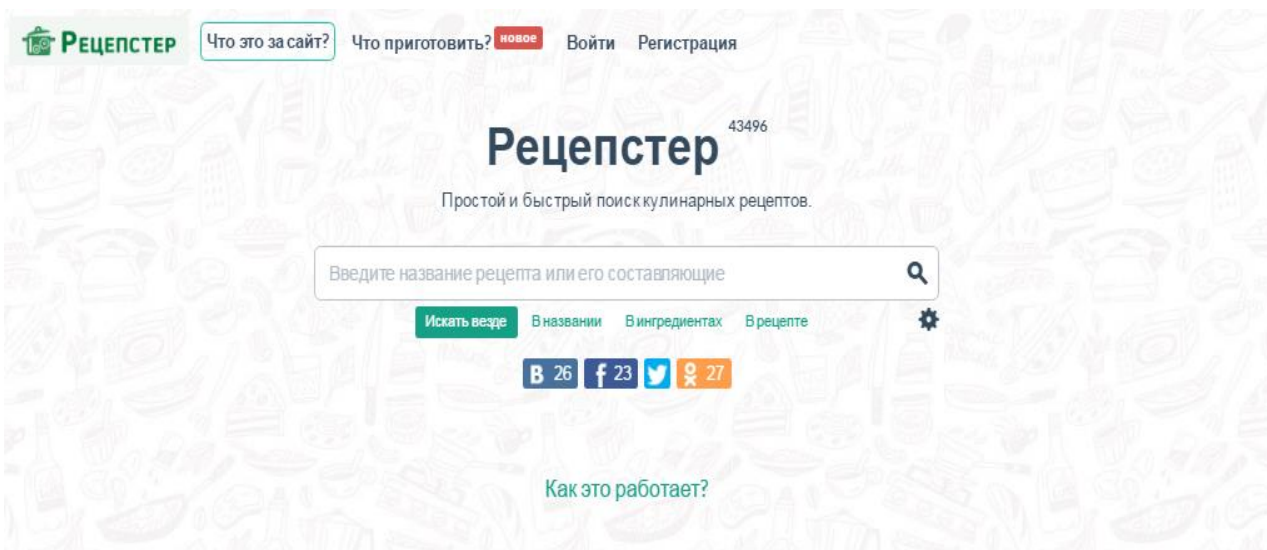 Рецепстер Что это за сайт? Что приготовить? новое Войти Регистрация
Рецепстер 43496
Простой и быстрый поиск кулинарных рецептов.
Введите название рецепта или его составляющие
Искать везде В названии В ингредиентах В рецепте
B 26 f 23 27
Как это работает?